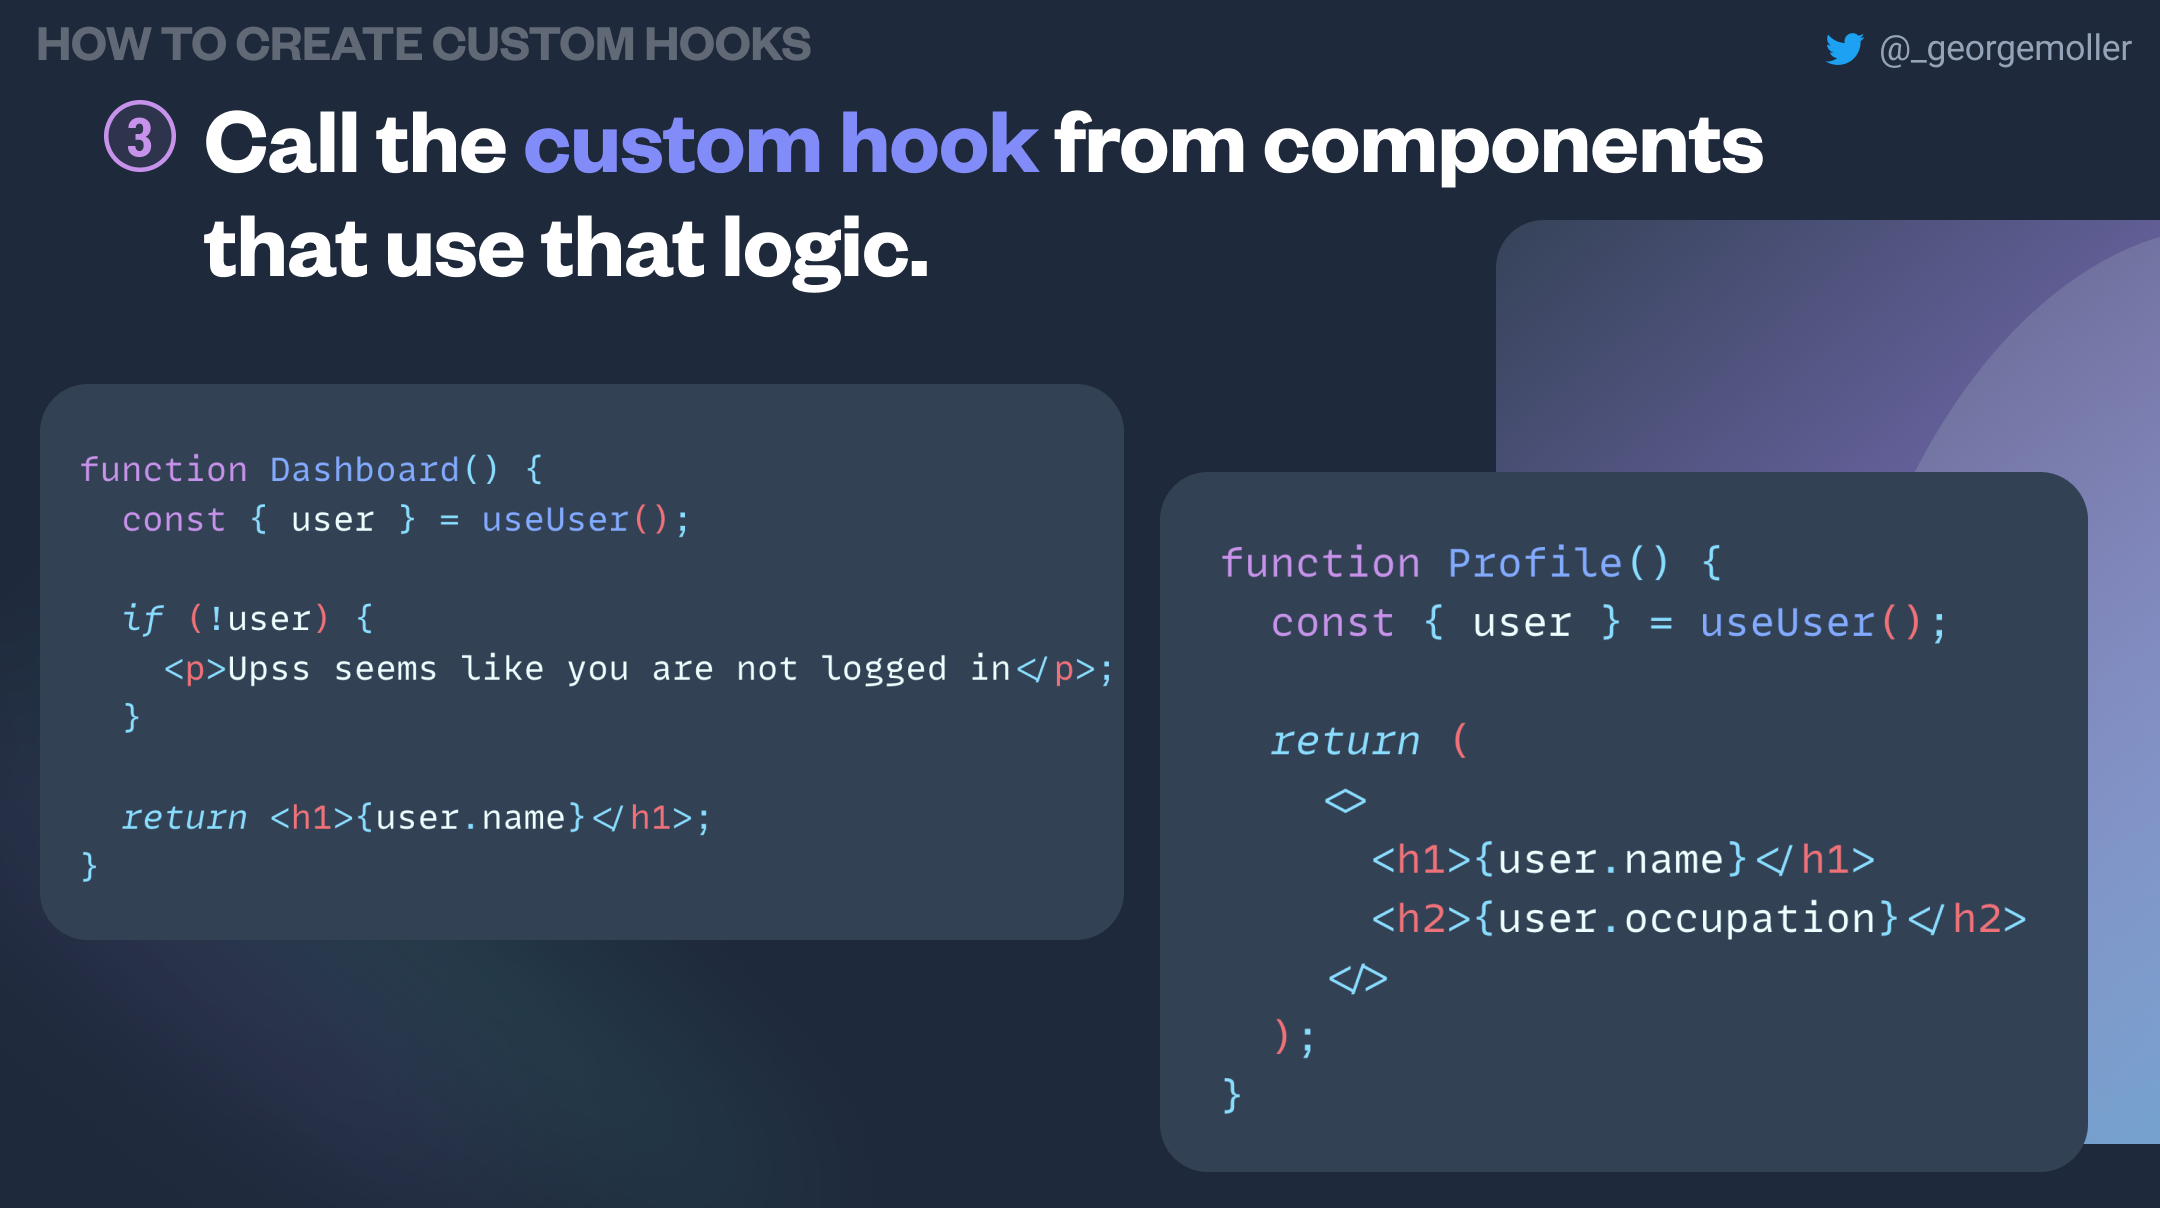 HOW TO CREATE CUSTOM HOOKS
@_georgemoller
3 Call the custom hook from components
that use that logic.
function Dashboard() {
  const { user } = useUser();
  if (!user) {
    <p>Upss seems like you are not logged in</p>;
  }
  return <h1>{user.name}</h1>;
}
function Profile() {
  const { user } = useUser();
  return (
    <>
      <h1>{user.name}</h1>
      <h2>{user.occupation}</h2>
    </>
  );
}